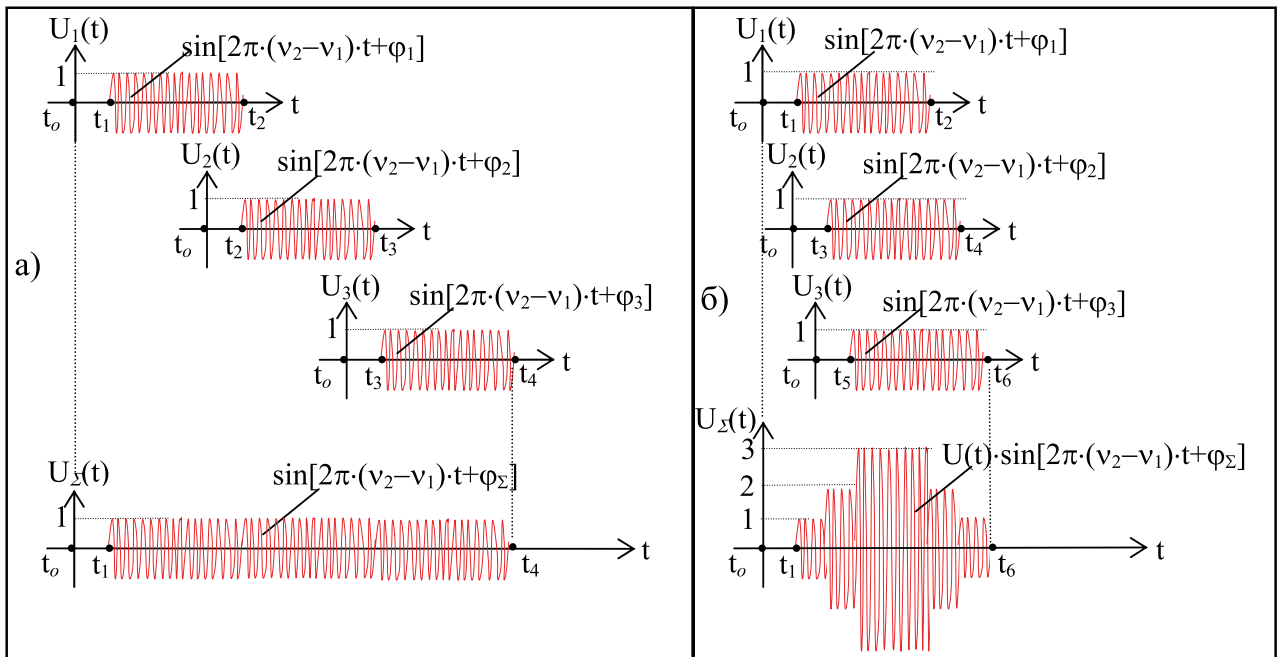 а)
U₁(t)
sin[2π·(ν₂−ν₁)·t+φ₁]
1
tₒ t₁ t₂ t
U₂(t)
sin[2π·(ν₂−ν₁)·t+φ₂]
1
tₒ t₂ t₃ t
U₃(t)
sin[2π·(ν₂−ν₁)·t+φ₃]
1
tₒ t₃ t₄ t
U_Σ(t)
sin[2π·(ν₂−ν₁)·t+φ_Σ]
1
tₒ t₁ t₄ t
б)
U₁(t)
sin[2π·(ν₂−ν₁)·t+φ₁]
1
tₒ t₁ t₂ t
U₂(t)
sin[2π·(ν₂−ν₁)·t+φ₂]
1
tₒ t₃ t₄ t
U₃(t)
sin[2π·(ν₂−ν₁)·t+φ₃]
1
tₒ t₅ t₆ t
U_Σ(t)
3
U(t)·sin[2π·(ν₂−ν₁)·t+φ_Σ]
2
1
tₒ t₁ t₆ t